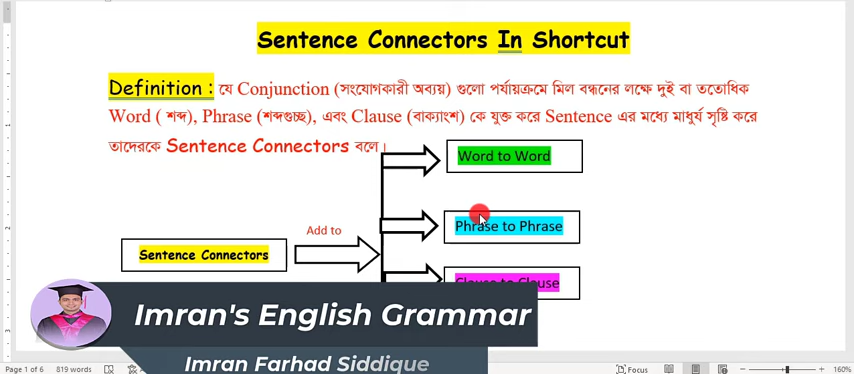 Sentence Connectors In Shortcut
Definition : যে Conjunction (সংযোগকারী অব্যয়) গুলো পর্যায়ক্রমে মিল বন্ধনের লক্ষে দুই বা ততোধিক
Word ( শব্দ), Phrase (শব্দগুচ্ছ), এবং Clause (বাক্যাংশ) কে যুক্ত করে Sentence এর মধ্যে মাধুর্য সৃষ্টি করে
তাদেরকে Sentence Connectors বলে।
Word to Word
Phrase to Phrase
Add to
Sentence Connectors
Clause to Clause
Imran's English Grammar
Imran Farhad Siddique
Page 1 of 6 819 words Focus 160%